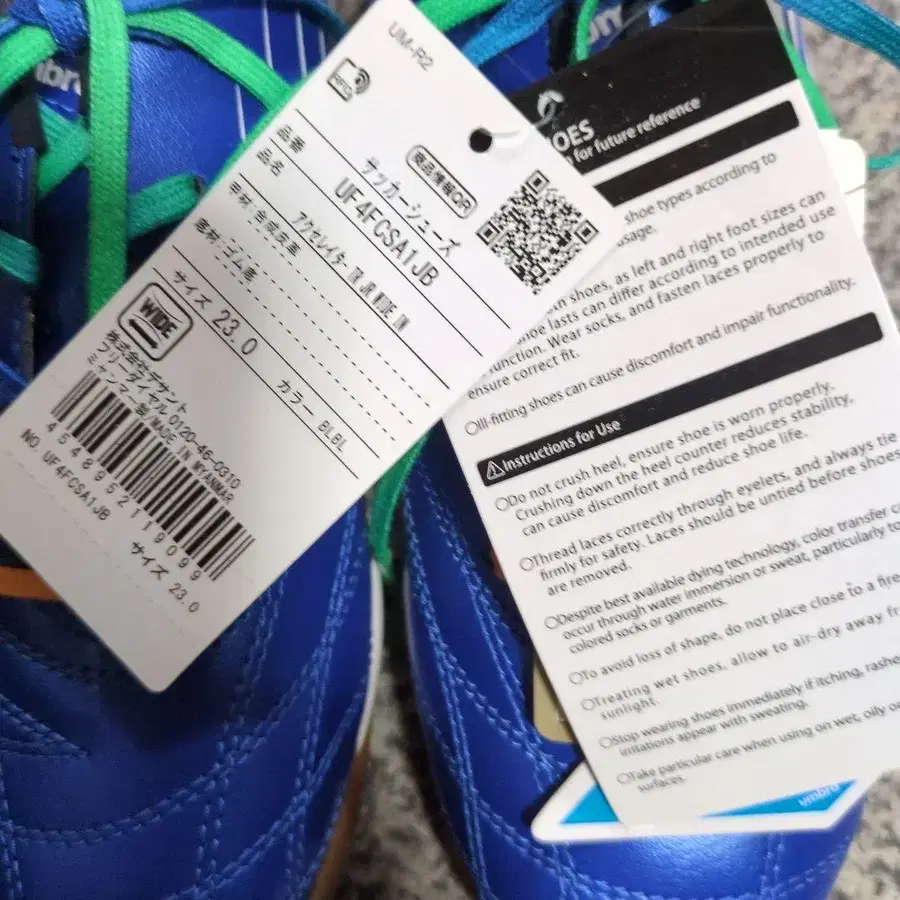 umbro
UM-R2
商品情報QR
品番 サッカーシューズ
品名 UF4FCSA1JB
アクセレイタ TR JR WIDE IN
甲材:合成皮革
底材:ゴム底
サイズ 23.0 カラー BLBL
WIDE
株式会社デサント
フリーダイヤル 0120-46-0310
ミャンマー製/MADE IN MYANMAR
4548952119099
NO. UF4FCSA1JB サイズ 23.0
OES
n for future reference
shoe types according to
usage.
th shoes, as left and right foot sizes can
hoe lasts can differ according to intended use
unction. Wear socks, and fasten laces properly to
ensure correct fit.
○Ill-fitting shoes can cause discomfort and impair functionality.
⚠Instructions for Use
○Do not crush heel, ensure shoe is worn properly.
Crushing down the heel counter reduces stability,
can cause discomfort and reduce shoe life.
○Thread laces correctly through eyelets, and always tie
firmly for safety. Laces should be untied before shoes
are removed.
○Despite best available dying technology, color transfer c
occur through water immersion or sweat, particularly to
colored socks or garments.
○To avoid loss of shape, do not place close to a fire
○Treating wet shoes, allow to air-dry away fr
sunlight.
○Stop wearing shoes immediately if itching, rashe
irritations appear with sweating.
○Take particular care when using on wet, oily o
surfaces.
umbro